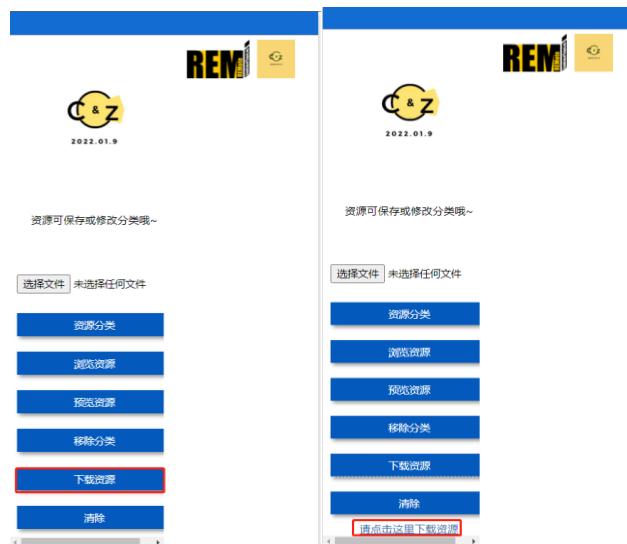 REMI
C & Z
2022.01.9
资源可保存或修改分类哦~
选择文件 未选择任何文件
资源分类
浏览资源
预览资源
移除分类
下载资源
清除
REMI
C & Z
2022.01.9
资源可保存或修改分类哦~
选择文件 未选择任何文件
资源分类
浏览资源
预览资源
移除分类
下载资源
清除
请点击这里下载资源